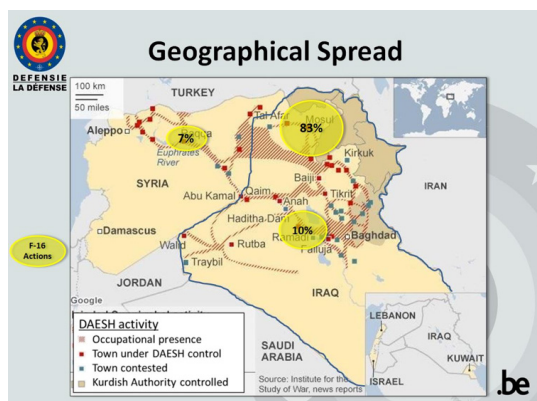 Geographical Spread
DEFENSIE
LA DÉFENSE
100 km
50 miles
TURKEY
Aleppo
7%
Raqqa
Tal Afar
Mosul
83%
Euphrates
River
Kirkuk
SYRIA
Baiji
IRAN
Abu Kamal
Qaim
Anah
Tikrit
Haditha Dam
Damascus
Walid
Rutba
Ramadi
10%
Baghdad
Falluja
F-16
Actions
Traybil
JORDAN
Google
IRAQ
SAUDI
ARABIA
DAESH activity
Occupational presence
Town under DAESH control
Town contested
Kurdish Authority controlled
Source: Institute for the
Study of War, news reports
LEBANON
IRAQ
KUWAIT
ISRAEL
.be